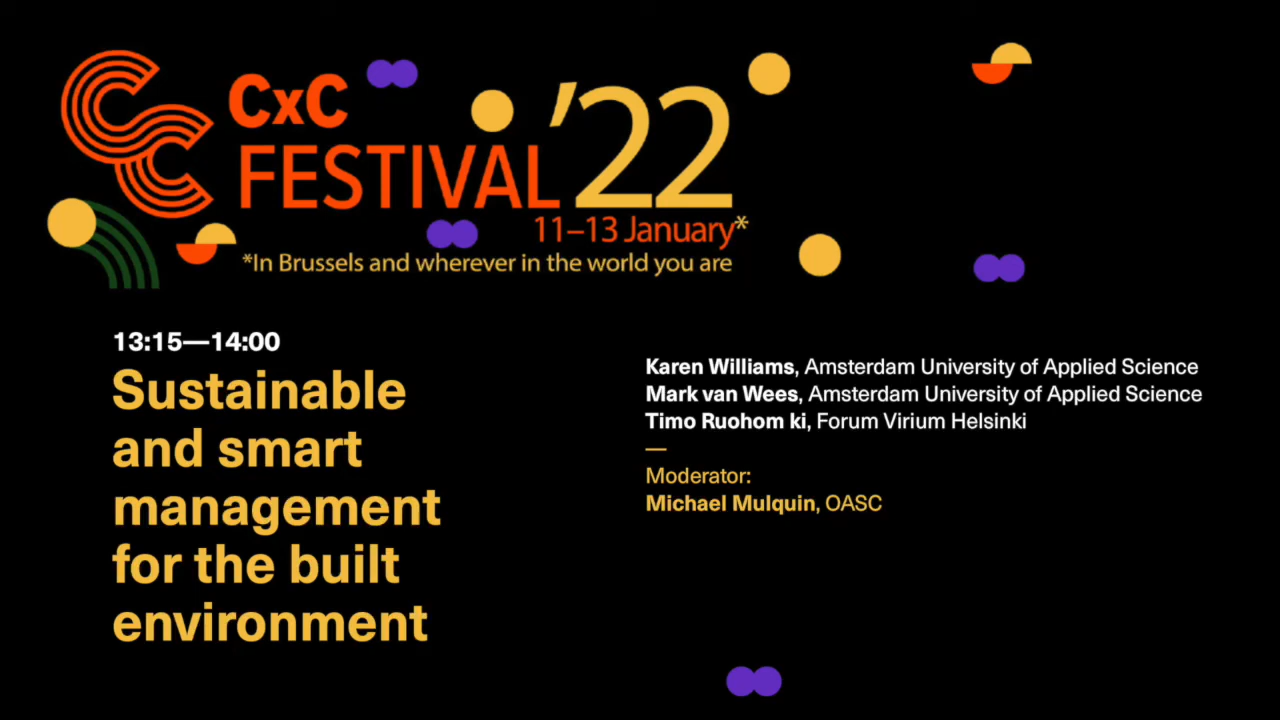 CxC
FESTIVAL '22
11–13 January*
*In Brussels and wherever in the world you are
13:15—14:00
Sustainable
and smart
management
for the built
environment
Karen Williams, Amsterdam University of Applied Science
Mark van Wees, Amsterdam University of Applied Science
Timo Ruohom ki, Forum Virium Helsinki
—
Moderator:
Michael Mulquin, OASC